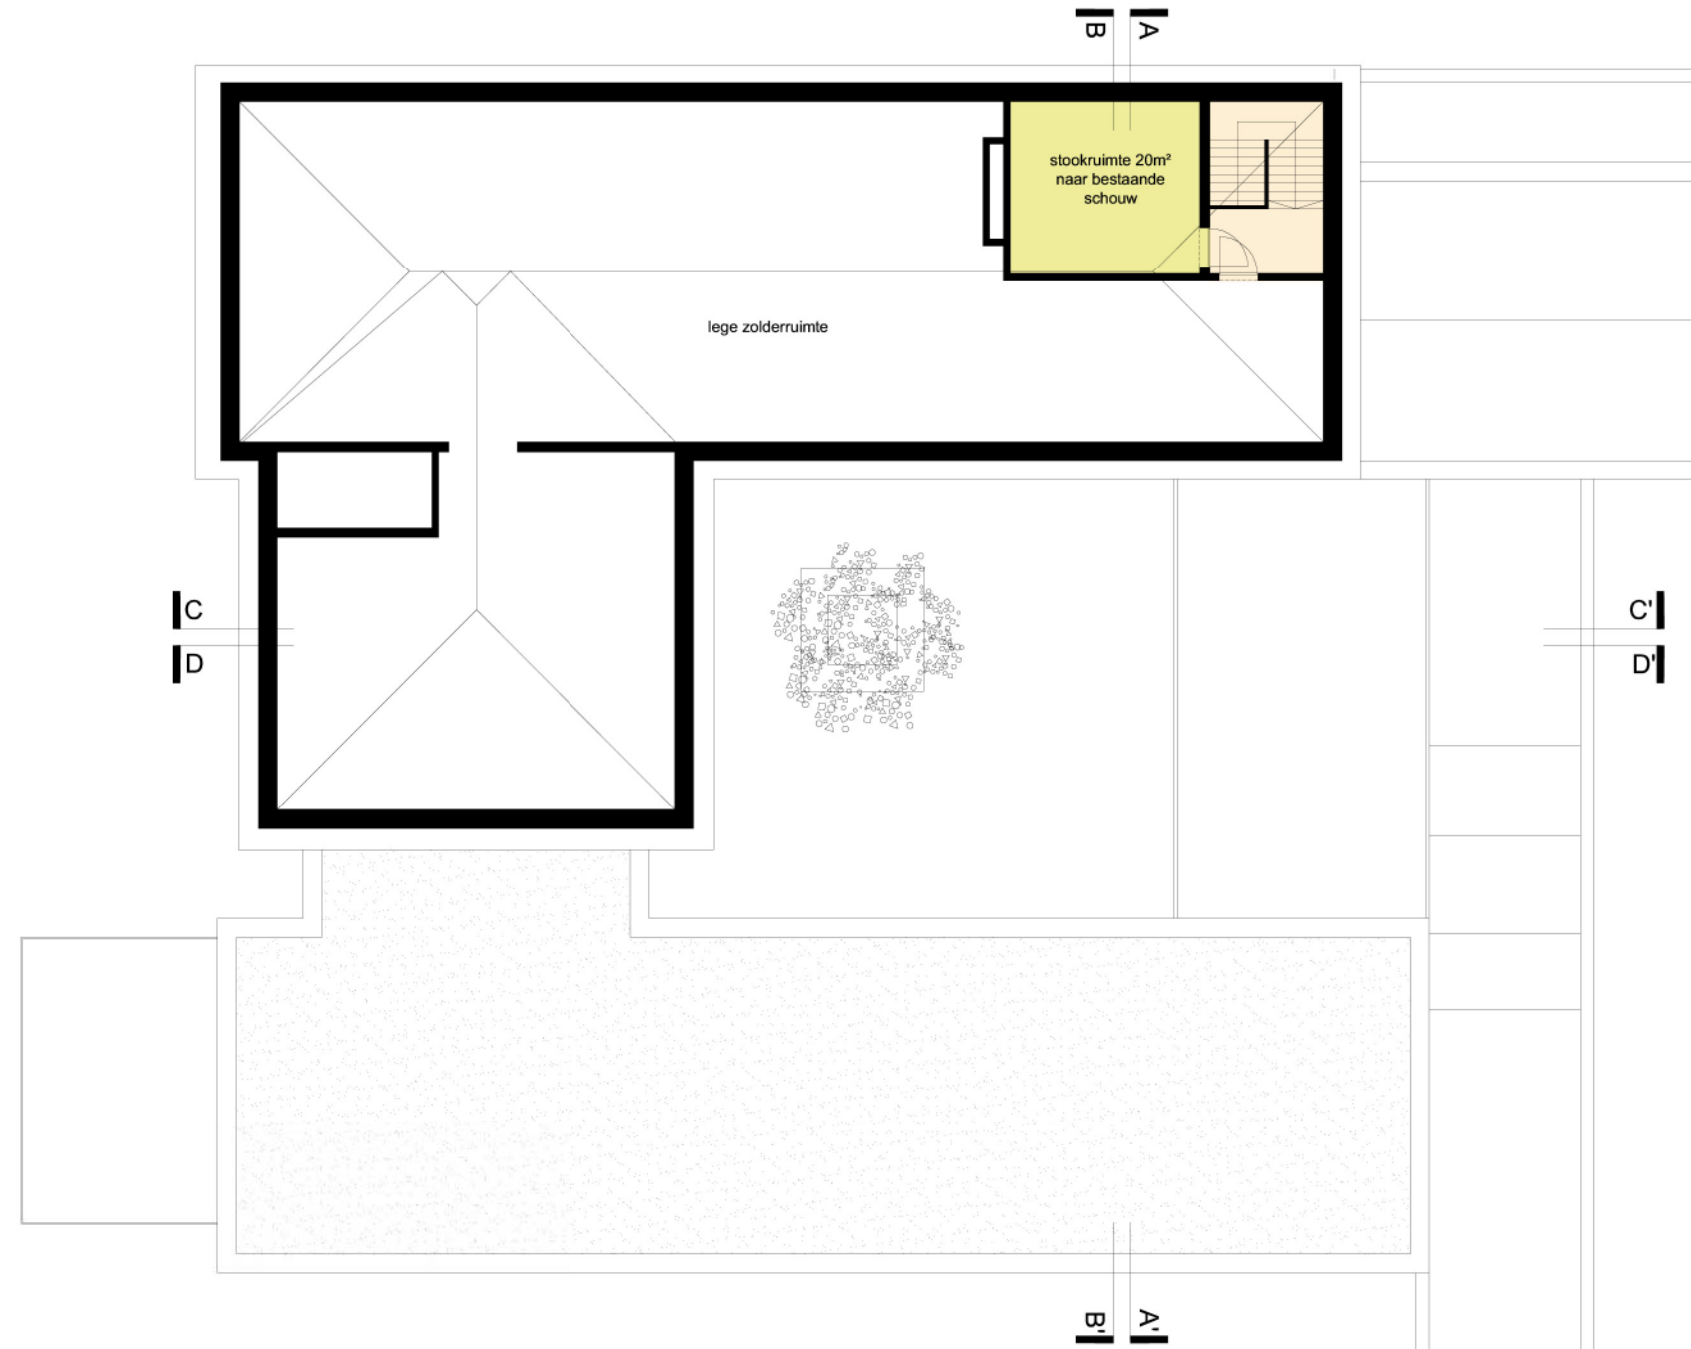 B A
stookruimte 20m²
naar bestaande
schouw
lege zolderruimte
C C'
D D'
B' A'